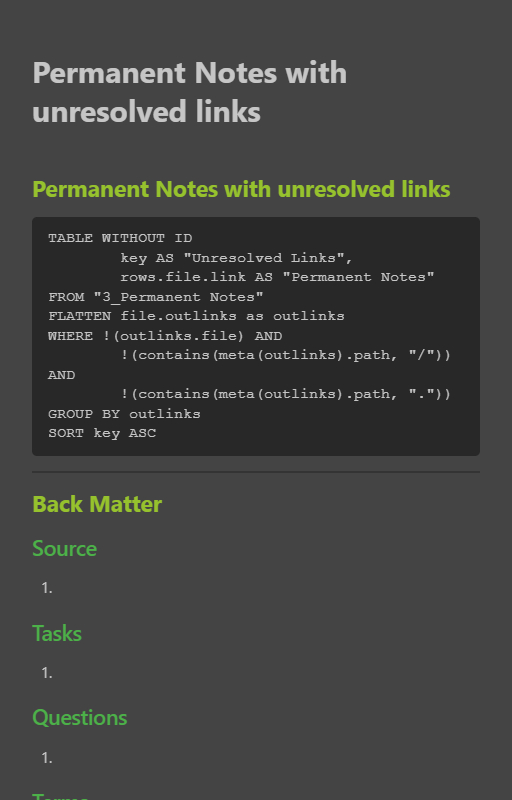 Permanent Notes with
unresolved links
Permanent Notes with unresolved links
TABLE WITHOUT ID
        key AS "Unresolved Links",
        rows.file.link AS "Permanent Notes"
FROM "3_Permanent Notes"
FLATTEN file.outlinks as outlinks
WHERE !(outlinks.file) AND
        !(contains(meta(outlinks).path, "/"))
AND
        !(contains(meta(outlinks).path, "."))
GROUP BY outlinks
SORT key ASC
Back Matter
Source
1.
Tasks
1.
Questions
1.